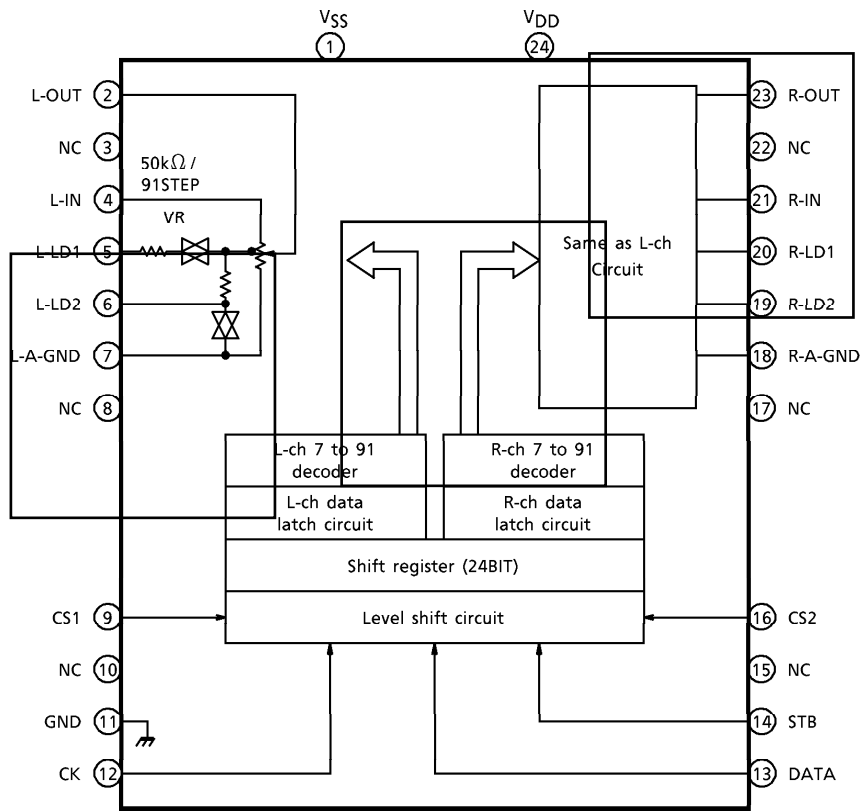 VSS
VDD
1
24
L-OUT 2
23 R-OUT
NC 3
22 NC
50kΩ /
91STEP
L-IN 4
21 R-IN
VR
L-LD1 5
20 R-LD1
Same as L-ch
Circuit
L-LD2 6
19 R-LD2
L-A-GND 7
18 R-A-GND
NC 8
17 NC
L-ch 7 to 91
decoder
R-ch 7 to 91
decoder
L-ch data
latch circuit
R-ch data
latch circuit
Shift register (24BIT)
CS1 9
Level shift circuit
16 CS2
NC 10
15 NC
GND 11
14 STB
CK 12
13 DATA